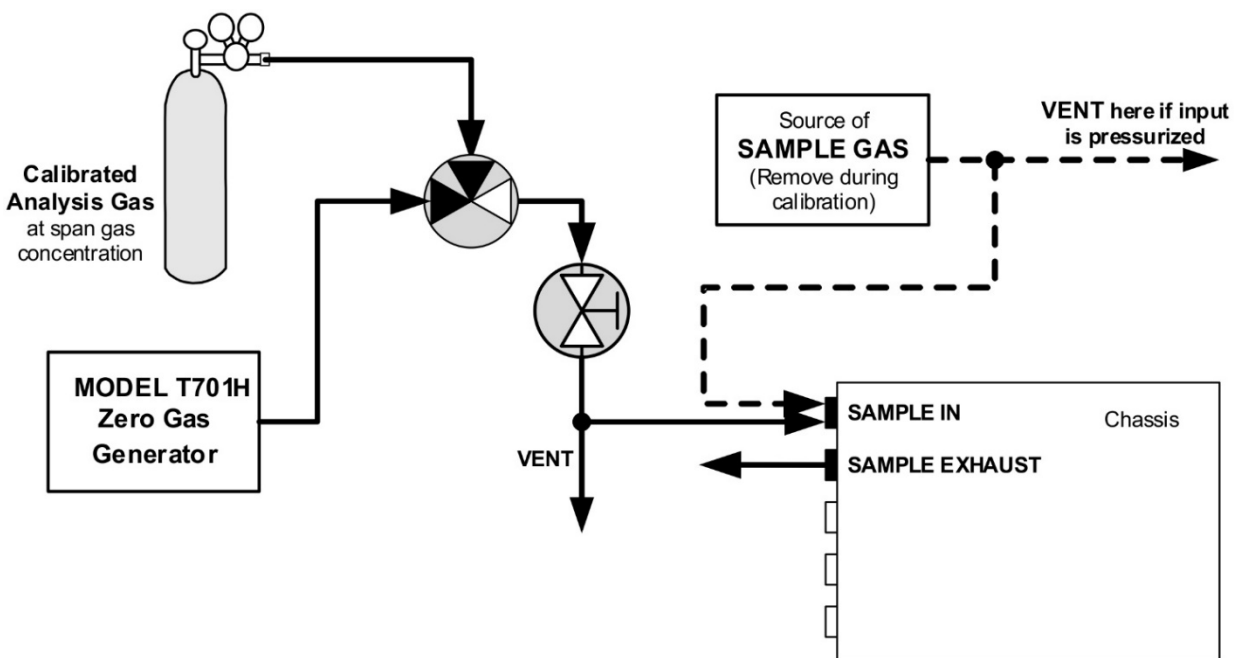 Calibrated
Analysis Gas
at span gas
concentration
MODEL T701H
Zero Gas
Generator
VENT
Source of
SAMPLE GAS
(Remove during
calibration)
VENT here if input
is pressurized
SAMPLE IN
Chassis
SAMPLE EXHAUST